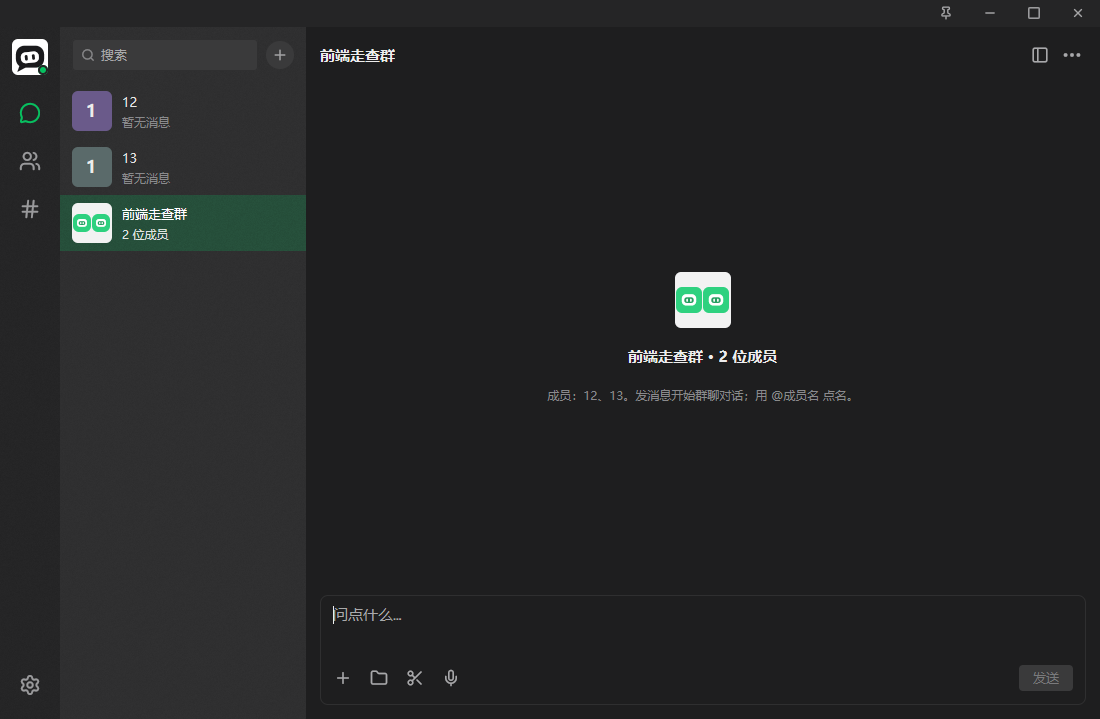 搜索
前端走查群
1
12
暂无消息
1
13
暂无消息
前端走查群
2 位成员
前端走查群 • 2 位成员
成员：12、13。发消息开始群聊对话；用 @成员名 点名。
问点什么...
发送